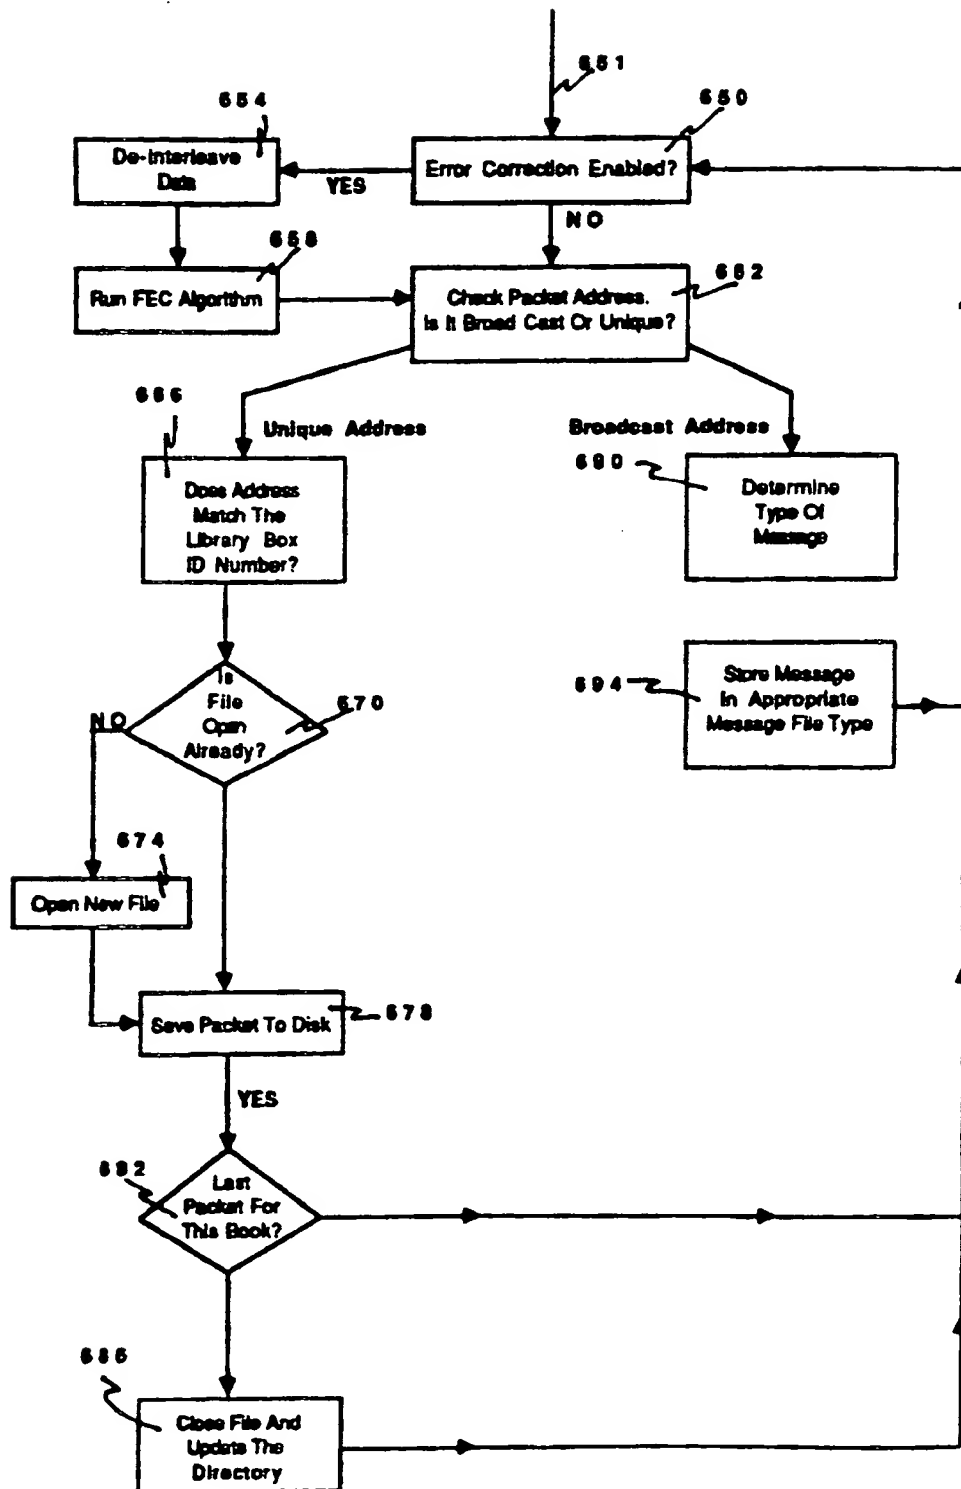 651
654
650
De-Interleave
Data
YES
Error Correction Enabled?
NO
658
652
Run FEC Algorithm
Check Packet Address.
Is It Broad Cast Or Unique?
666
Unique Address
Broadcast Address
690
Does Address
Match The
Library Box
ID Number?
Determine
Type Of
Message
Is
File
Open
Already?
NO
670
694
Store Message
In Appropriate
Message File Type
674
Open New File
Save Packet To Disk
678
YES
682
Last
Packet For
This Book?
686
Close File And
Update The
Directory